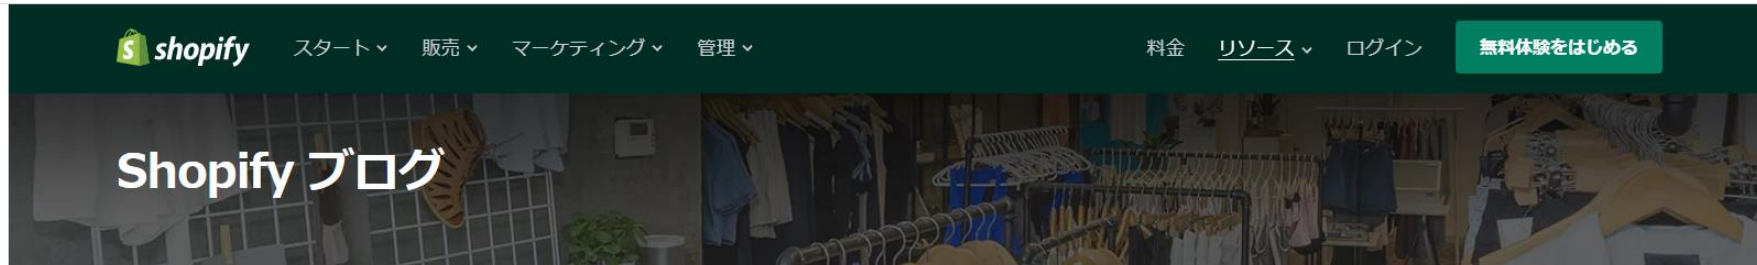 shopify スタート 販売 マーケティング 管理 料金 リソース ログイン 無料体験をはじめる
Shopify ブログ